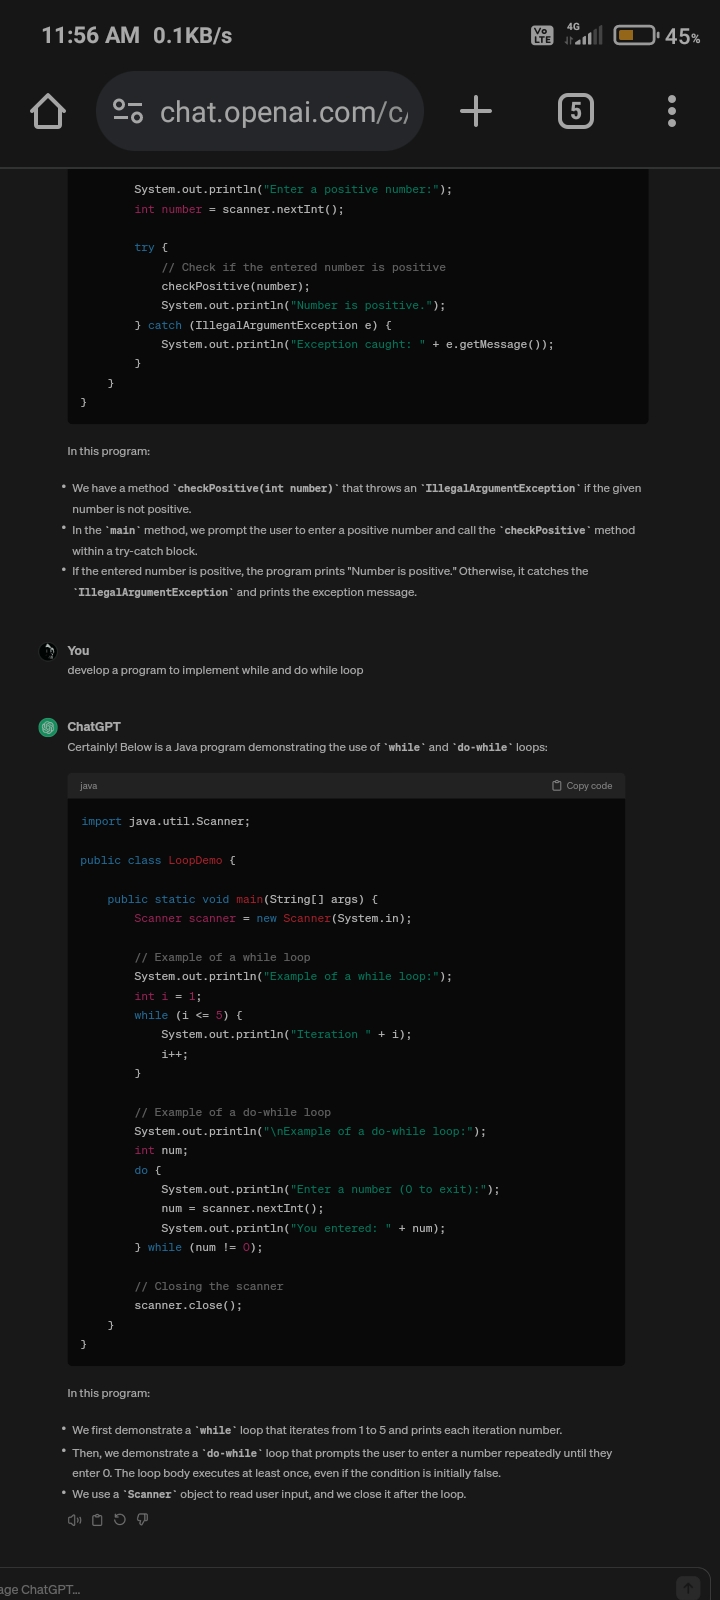 11:56 AM 0.1KB/s Vo LTE 4G 45%
chat.openai.com/c/ 5
System.out.println("Enter a positive number:");
int number = scanner.nextInt();
try {
// Check if the entered number is positive
checkPositive(number);
System.out.println("Number is positive.");
} catch (IllegalArgumentException e) {
System.out.println("Exception caught: " + e.getMessage());
}
}
}
In this program:
• We have a method `checkPositive(int number)` that throws an `IllegalArgumentException` if the given
number is not positive.
• In the `main` method, we prompt the user to enter a positive number and call the `checkPositive` method
within a try-catch block.
• If the entered number is positive, the program prints "Number is positive." Otherwise, it catches the
`IllegalArgumentException` and prints the exception message.
You
develop a program to implement while and do while loop
ChatGPT
Certainly! Below is a Java program demonstrating the use of `while` and `do-while` loops:
java Copy code
import java.util.Scanner;
public class LoopDemo {
public static void main(String[] args) {
Scanner scanner = new Scanner(System.in);
// Example of a while loop
System.out.println("Example of a while loop:");
int i = 1;
while (i <= 5) {
System.out.println("Iteration " + i);
i++;
}
// Example of a do-while loop
System.out.println("\nExample of a do-while loop:");
int num;
do {
System.out.println("Enter a number (0 to exit):");
num = scanner.nextInt();
System.out.println("You entered: " + num);
} while (num != 0);
// Closing the scanner
scanner.close();
}
}
In this program:
• We first demonstrate a `while` loop that iterates from 1 to 5 and prints each iteration number.
• Then, we demonstrate a `do-while` loop that prompts the user to enter a number repeatedly until they
enter 0. The loop body executes at least once, even if the condition is initially false.
• We use a `Scanner` object to read user input, and we close it after the loop.
age ChatGPT...